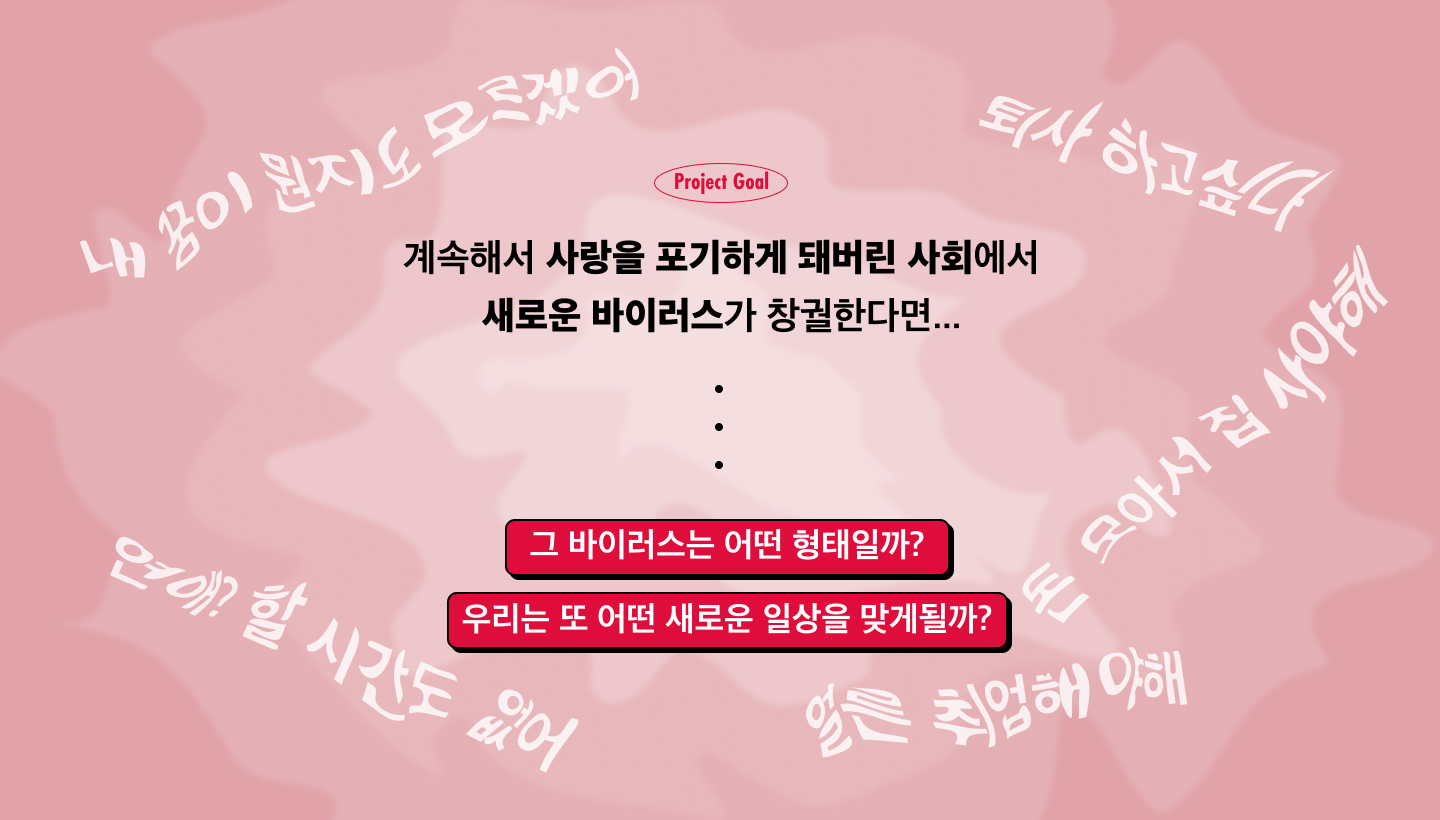 내 꿈이 뭔지도 모르겠어
퇴사 하고싶다
Project Goal
계속해서 사랑을 포기하게 돼버린 사회에서
새로운 바이러스가 창궐한다면...
그 바이러스는 어떤 형태일까?
우리는 또 어떤 새로운 일상을 맞게될까?
돈 모아서 집 사야해
연애? 할 시간도 없어
얼른 취업해야해